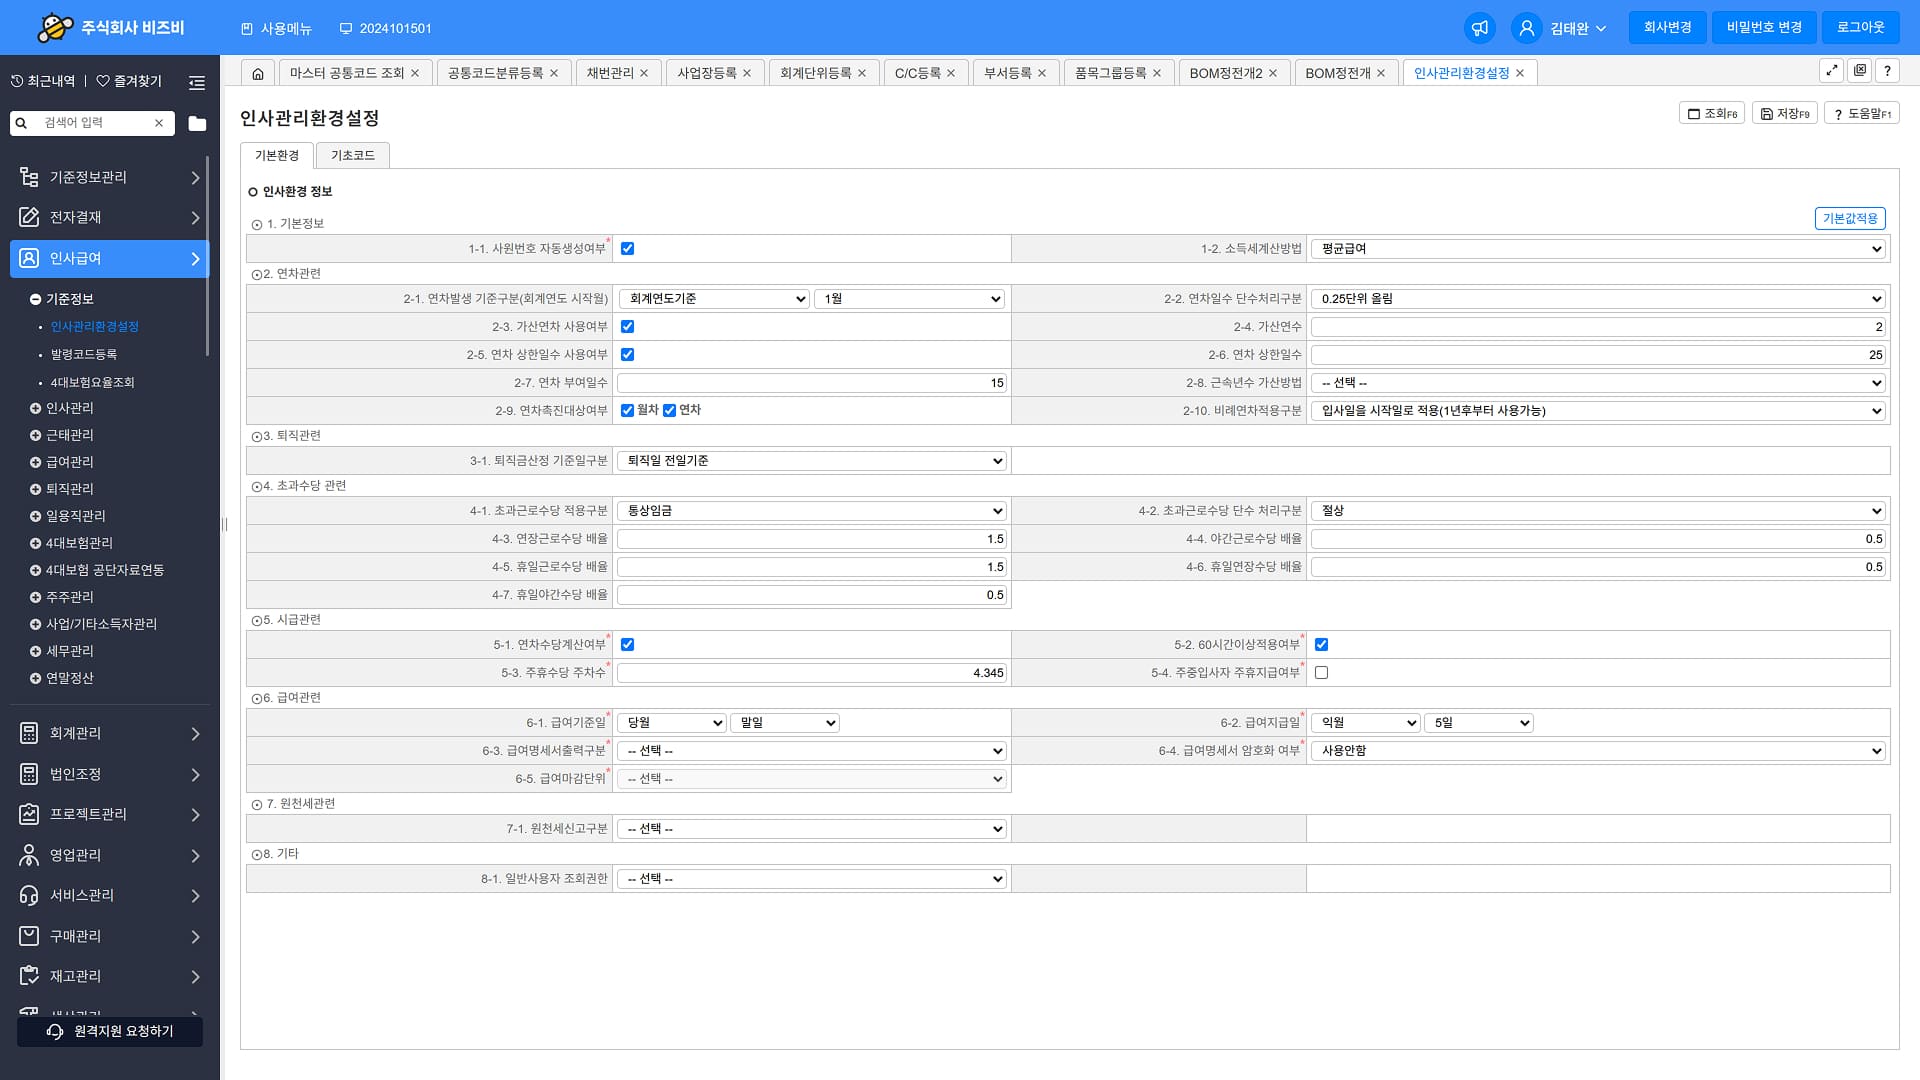 주식회사 비즈비
사용메뉴
2024101501
김태완
회사변경
비밀번호 변경
로그아웃
최근내역 | 즐겨찾기
검색어 입력
마스터 공통코드 조회
공통코드분류등록
채번관리
사업장등록
회계단위등록
C/C등록
부서등록
품목그룹등록
BOM정전개2
BOM정전개
인사관리환경설정
?
기준정보관리
전자결재
인사급여
기준정보
인사관리환경설정
발령코드등록
4대보험요율조회
인사관리
근태관리
급여관리
퇴직관리
일용직관리
4대보험관리
4대보험 공단자료연동
주주관리
사업/기타소득자관리
세무관리
연말정산
회계관리
법인조정
프로젝트관리
영업관리
서비스관리
구매관리
재고관리
원격지원 요청하기
인사관리환경설정
조회F6
저장F9
? 도움말F1
기본환경
기초코드
인사환경 정보
1. 기본정보
기본값적용
1-1. 사원번호 자동생성여부*
1-2. 소득세계산방법 평균급여
2. 연차관련
2-1. 연차발생 기준구분(회계연도 시작월) 회계연도기준 1월
2-2. 연차일수 단수처리구분 0.25단위 올림
2-3. 가산연차 사용여부
2-4. 가산연수 2
2-5. 연차 상한일수 사용여부
2-6. 연차 상한일수 25
2-7. 연차 부여일수 15
2-8. 근속년수 가산방법 -- 선택 --
2-9. 연차촉진대상여부 월차 연차
2-10. 비례연차적용구분 입사일을 시작일로 적용(1년후부터 사용가능)
3. 퇴직관련
3-1. 퇴직금산정 기준일구분 퇴직일 전일기준
4. 초과수당 관련
4-1. 초과근로수당 적용구분 통상임금
4-2. 초과근로수당 단수 처리구분 절상
4-3. 연장근로수당 배율 1.5
4-4. 야간근로수당 배율 0.5
4-5. 휴일근로수당 배율 1.5
4-6. 휴일연장수당 배율 0.5
4-7. 휴일야간수당 배율 0.5
5. 시급관련
5-1. 연차수당계산여부*
5-2. 60시간이상적용여부*
5-3. 주휴수당 주차수* 4.345
5-4. 주중입사자 주휴지급여부*
6. 급여관련
6-1. 급여기준일* 당월 말일
6-2. 급여지급일* 익월 5일
6-3. 급여명세서출력구분* -- 선택 --
6-4. 급여명세서 암호화 여부* 사용안함
6-5. 급여마감단위* -- 선택 --
7. 원천세관련
7-1. 원천세신고구분 -- 선택 --
8. 기타
8-1. 일반사용자 조회권한 -- 선택 --